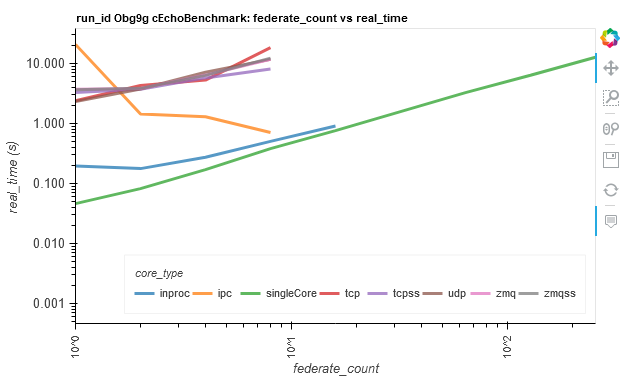 run_id Obg9g cEchoBenchmark: federate_count vs real_time
10.000
1.000
0.100
0.010
0.001
real_time (s)
core_type
inproc ipc singleCore tcp tcpss udp zmq zmqss
10^0 10^1 10^2
federate_count